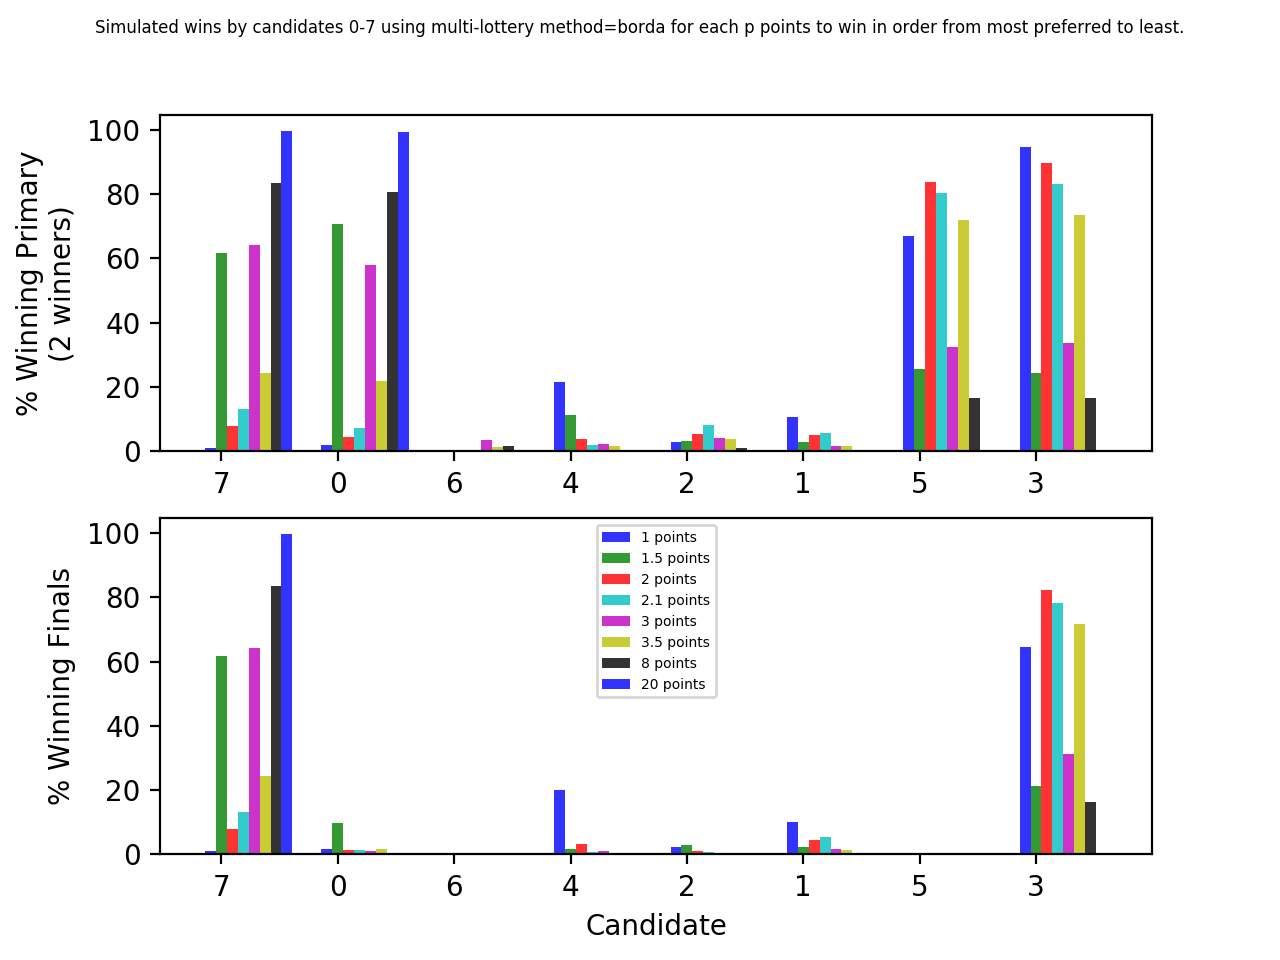 Simulated wins by candidates 0-7 using multi-lottery method=borda for each p points to win in order from most preferred to least.
% Winning Primary
(2 winners)
100
80
60
40
20
0
7 0 6 4 2 1 5 3
% Winning Finals
100
80
60
40
20
0
1 points
1.5 points
2 points
2.1 points
3 points
3.5 points
8 points
20 points
7 0 6 4 2 1 5 3
Candidate